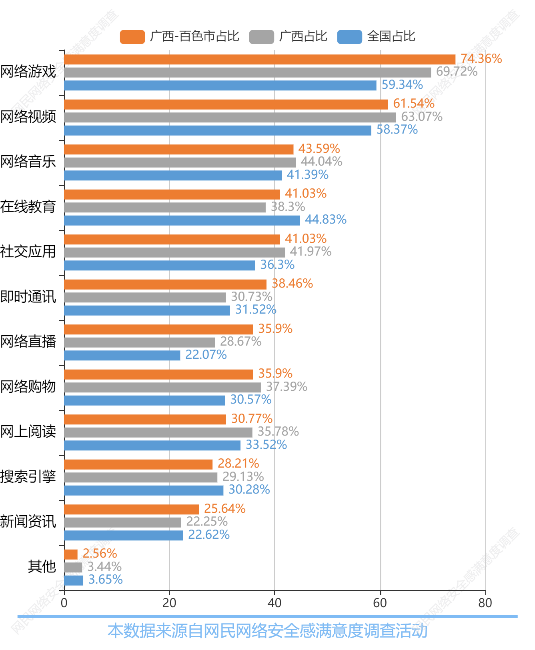 广西-百色市占比 广西占比 全国占比
网络游戏 74.36% 69.72% 59.34%
网络视频 61.54% 63.07% 58.37%
网络音乐 43.59% 44.04% 41.39%
在线教育 41.03% 38.3% 44.83%
社交应用 41.03% 41.97% 36.3%
即时通讯 38.46% 30.73% 31.52%
网络直播 35.9% 28.67% 22.07%
网络购物 35.9% 37.39% 30.57%
网上阅读 30.77% 35.78% 33.52%
搜索引擎 28.21% 29.13% 30.28%
新闻资讯 25.64% 22.25% 22.62%
其他 2.56% 3.44% 3.65%
0 20 40 60 80
本数据来源自网民网络安全感满意度调查活动